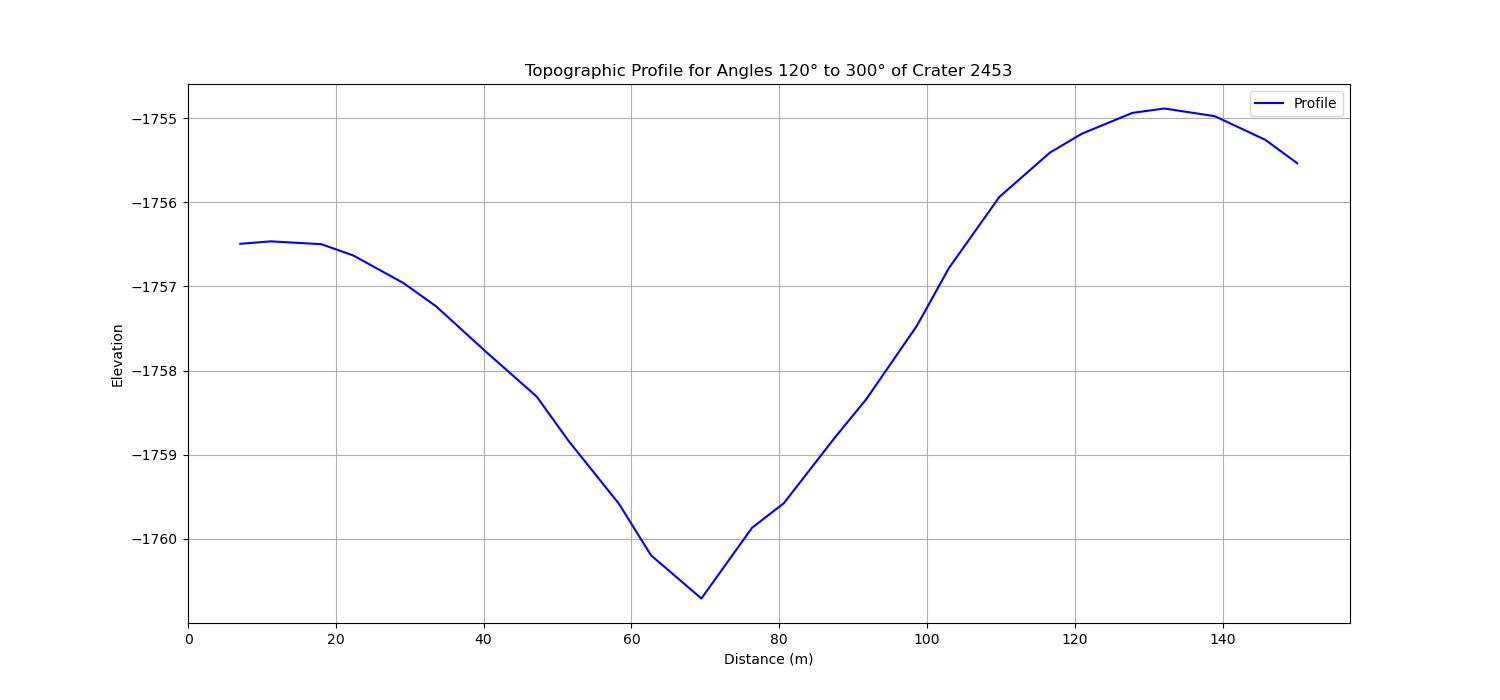 Topographic Profile for Angles 120° to 300° of Crater 2453
Profile
−1755
−1756
−1757
−1758
−1759
−1760
Elevation
0 20 40 60 80 100 120 140
Distance (m)